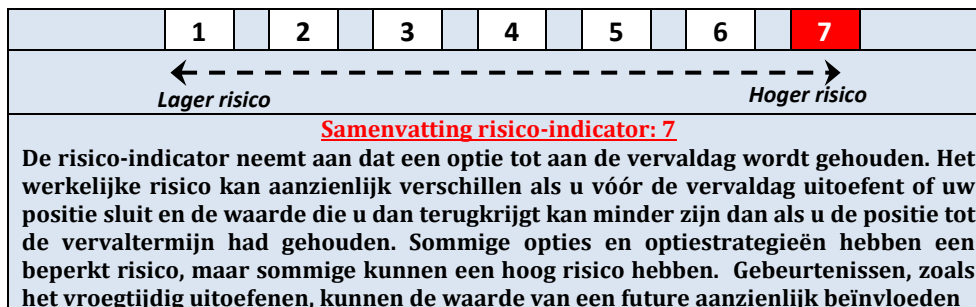 1 2 3 4 5 6 7
Lager risico Hoger risico
Samenvatting risico-indicator: 7
De risico-indicator neemt aan dat een optie tot aan de vervaldag wordt gehouden. Het
werkelijke risico kan aanzienlijk verschillen als u vóór de vervaldag uitoefent of uw
positie sluit en de waarde die u dan terugkrijgt kan minder zijn dan als u de positie tot
de vervaltermijn had gehouden. Sommige opties en optiestrategieën hebben een
beperkt risico, maar sommige kunnen een hoog risico hebben. Gebeurtenissen, zoals
het vroegtijdig uitoefenen, kunnen de waarde van een future aanzienlijk beïnvloeden